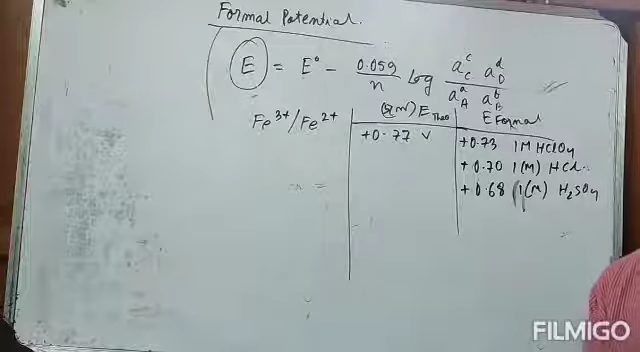 Formal Potential.
E = E° - 0.059/n log a_C^c a_D^d / a_A^a a_B^b
E Theo E Formal
Fe³⁺/Fe²⁺ +0.77 V +0.73 1M HClO₄
+0.70 1(M) HCl
+0.68 1(M) H₂SO₄
FILMIGO